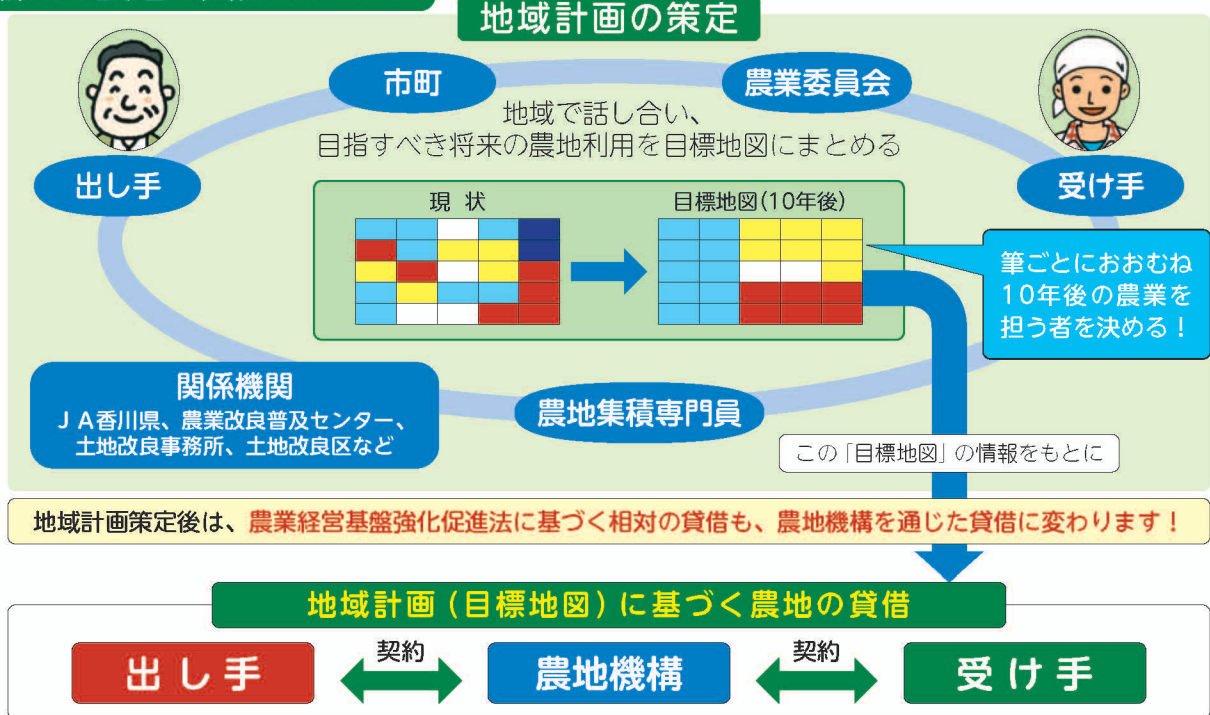 地域計画の策定
市町
農業委員会
地域で話し合い、
目指すべき将来の農地利用を目標地図にまとめる
出し手
受け手
現 状
目標地図(10年後)
筆ごとにおおむね
10年後の農業を
担う者を決める！
関係機関
JA香川県、農業改良普及センター、
土地改良事務所、土地改良区など
農地集積専門員
この「目標地図」の情報をもとに
地域計画策定後は、農業経営基盤強化促進法に基づく相対の貸借も、農地機構を通じた貸借に変わります！
地域計画(目標地図)に基づく農地の貸借
出し手
契約
農地機構
契約
受け手